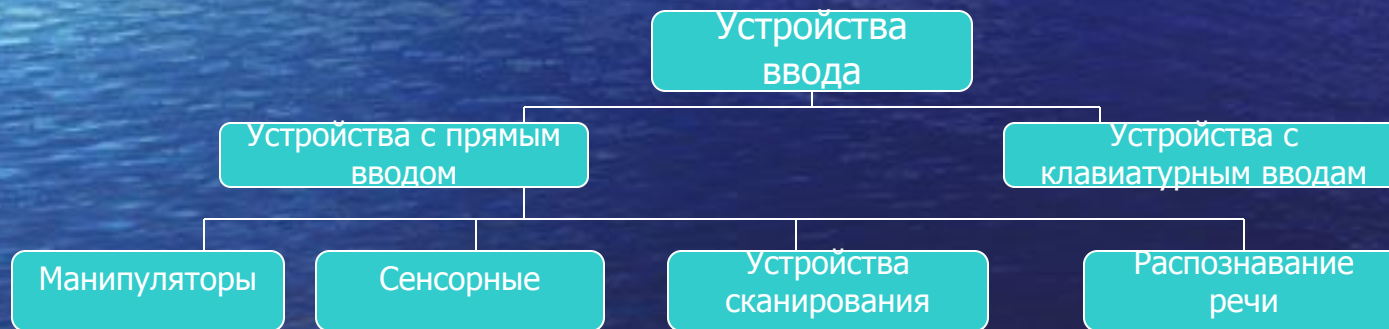 Устройства
ввода
Устройства с прямым
вводом
Устройства с
клавиатурным вводам
Манипуляторы
Сенсорные
Устройства
сканирования
Распознавание
речи